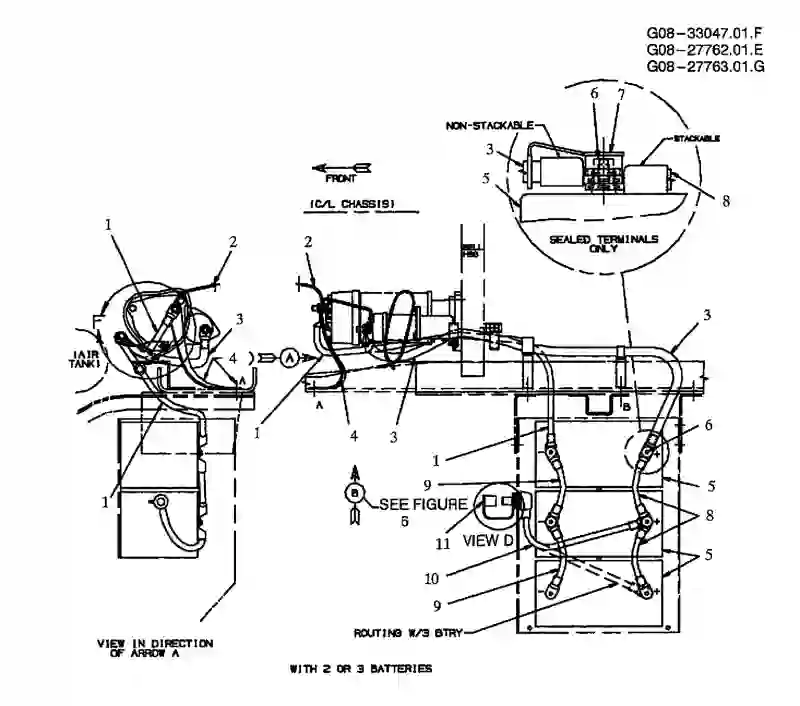 G08-33047.01.F
G08-27762.01.E
G08-27763.01.G
6 7
NON-STACKABLE
STACKABLE
3
5
8
SEALED TERMINALS
ONLY
FRONT
(C/L CHASSIS)
1
2
2
3
(AIR
TANK)
3
4
A
A
A
B
1
4
3
1
1
6
9
5
B
SEE FIGURE
8
11
VIEW D
5
10
9
ROUTING W/3 BTRY
VIEW IN DIRECTION
OF ARROW A
WITH 2 OR 3 BATTERIES